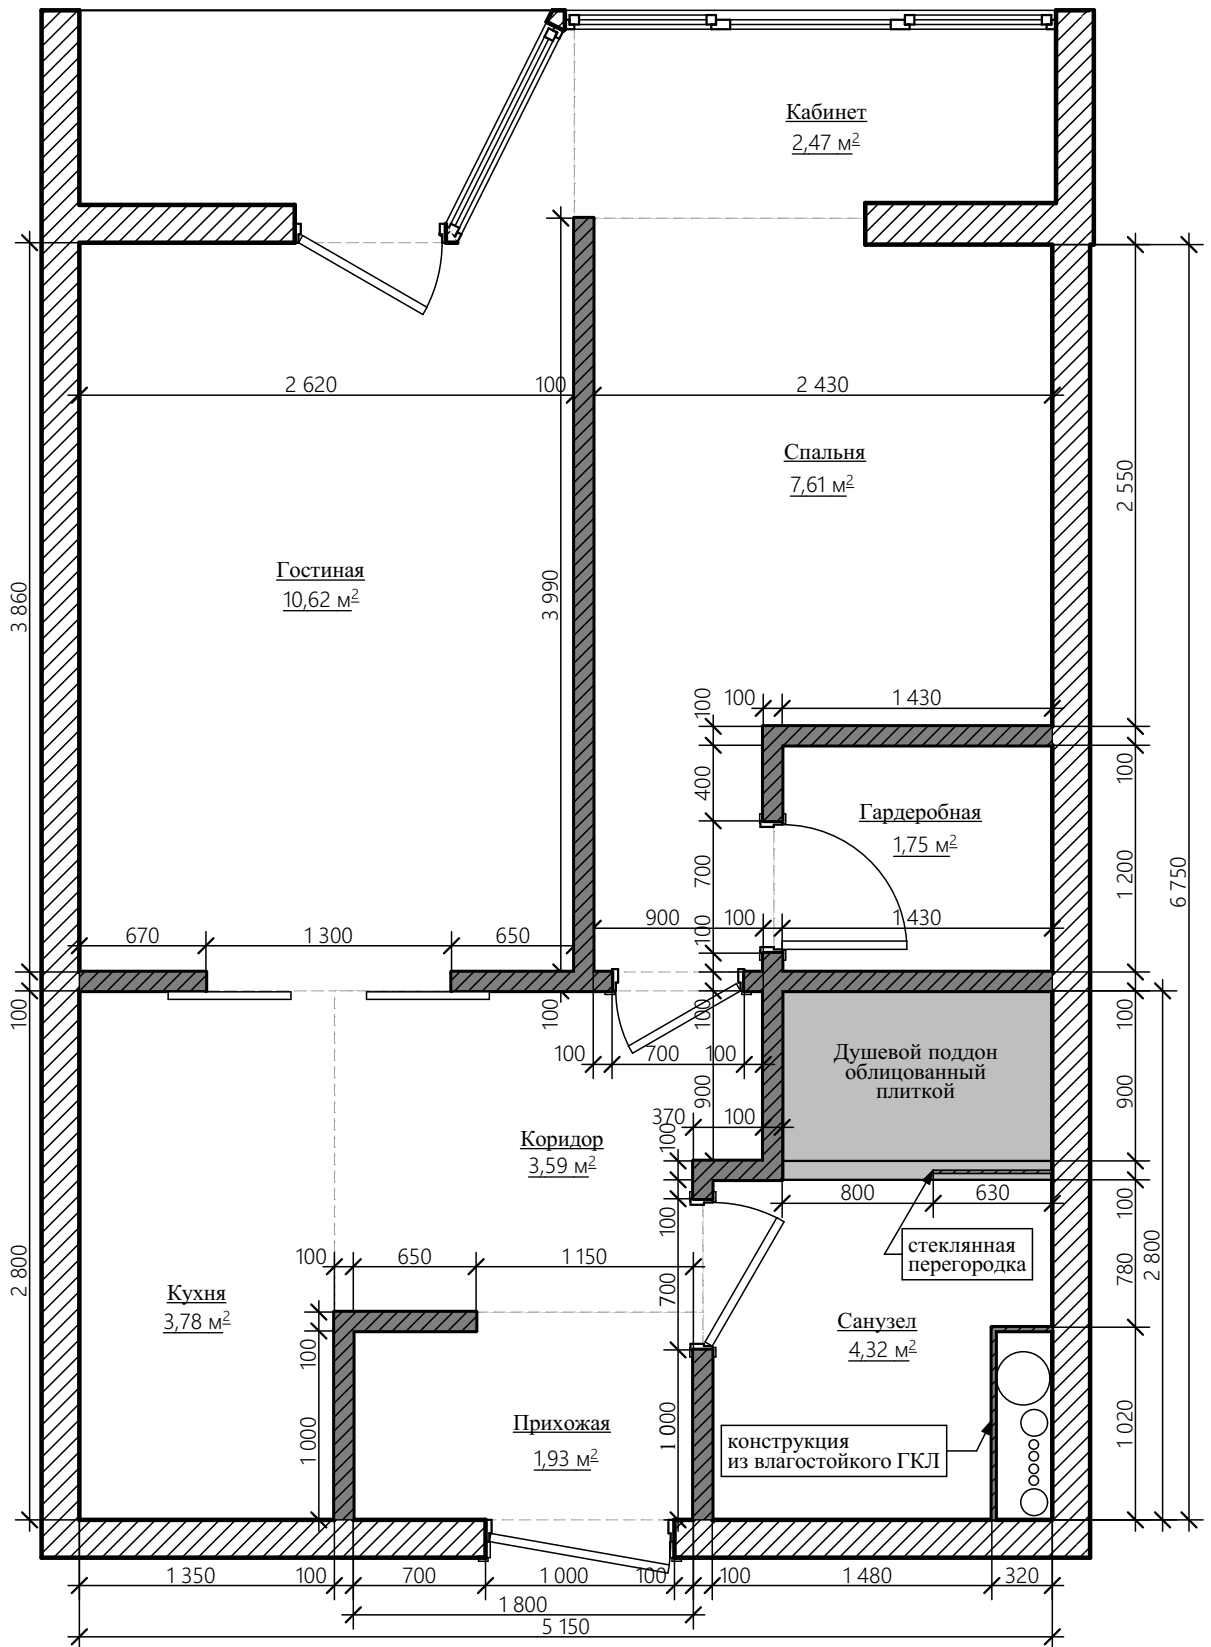 Кабинет
2,47 м²
2 620
100
2 430
Спальня
7,61 м²
2 550
Гостиная
10,62 м²
3 860
3 990
100
100
1 430
400
100
Гардеробная
1,75 м²
700
1 200
6 750
670
1 300
650
900
100
100
1 430
100
100
100
100
100
700
100
Душевой поддон
облицованный
плиткой
900
900
370
100
100
Коридор
3,59 м²
800
630
100
100
стеклянная
перегородка
100
650
1 150
700
780
2 800
2 800
Кухня
3,78 м²
Санузел
4,32 м²
100
1 000
Прихожая
1,93 м²
1 000
конструкция
из влагостойкого ГКЛ
1 020
1 350
100
700
1 000
100
100
1 480
320
1 800
5 150